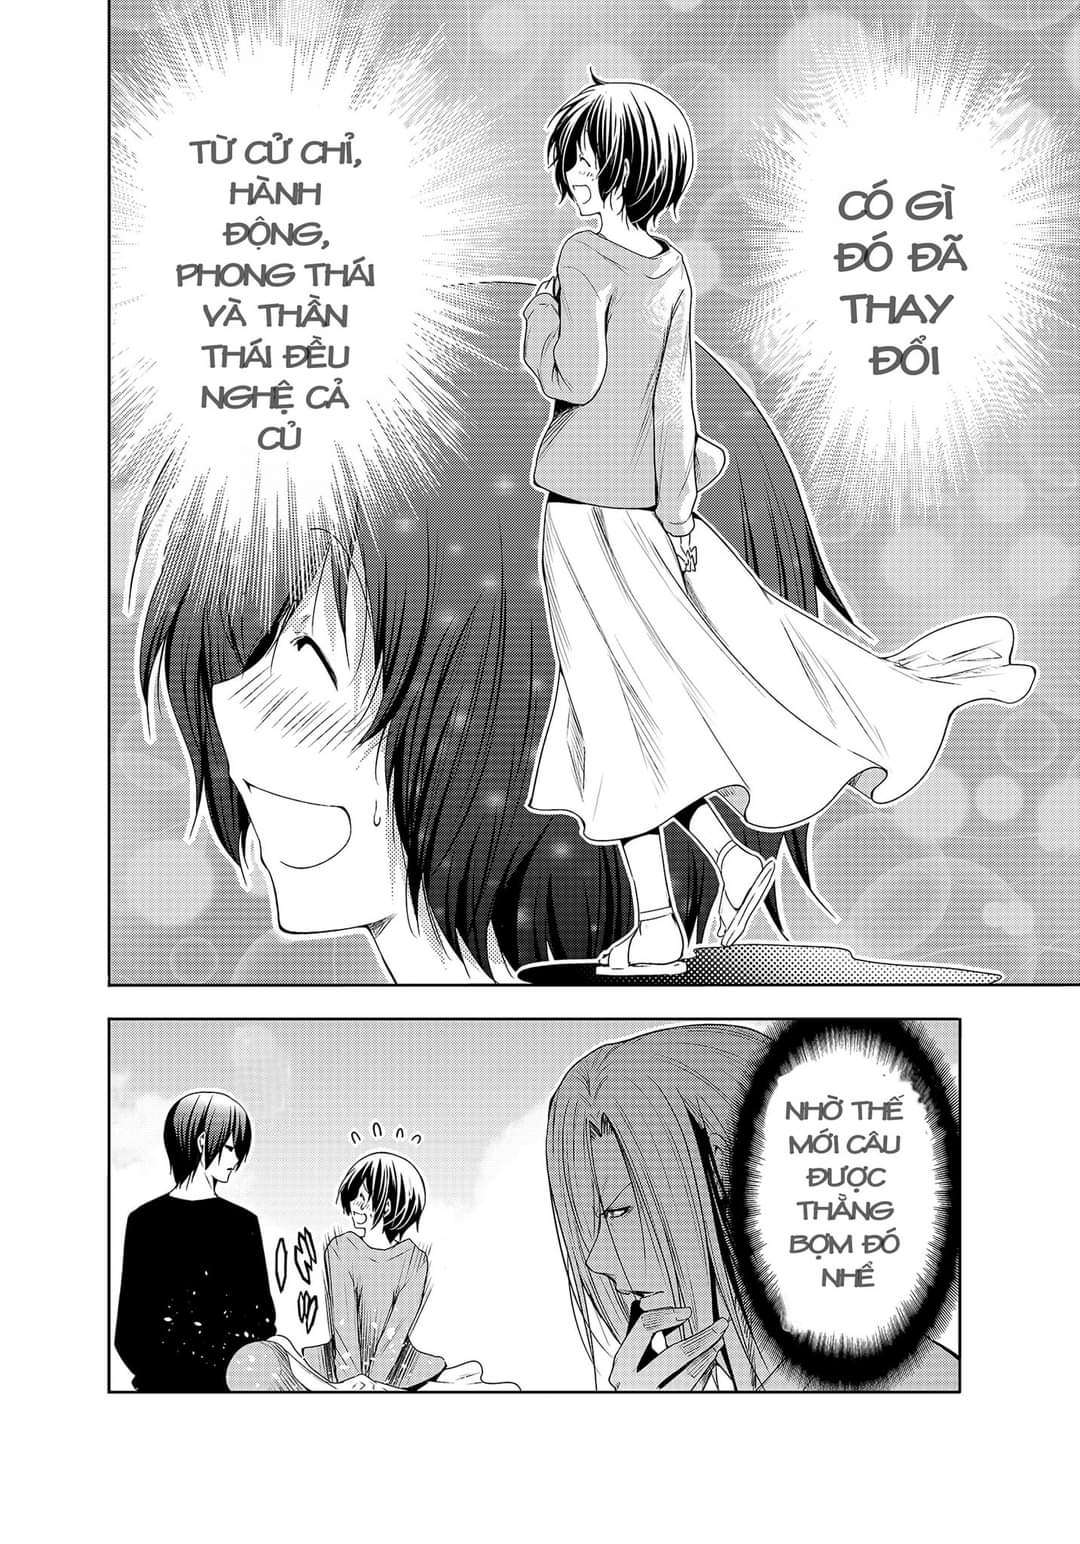 CÓ GÌ
ĐÓ ĐÃ
THAY
ĐỔI
TỪ CỬ CHỈ,
HÀNH
ĐỘNG,
PHONG THÁI
VÀ THẦN
THÁI ĐỀU
NGHỆ CẢ
CỦ
NHỜ THẾ
MỚI CÂU
ĐƯỢC
THẰNG
BỢM ĐÓ
NHỂ